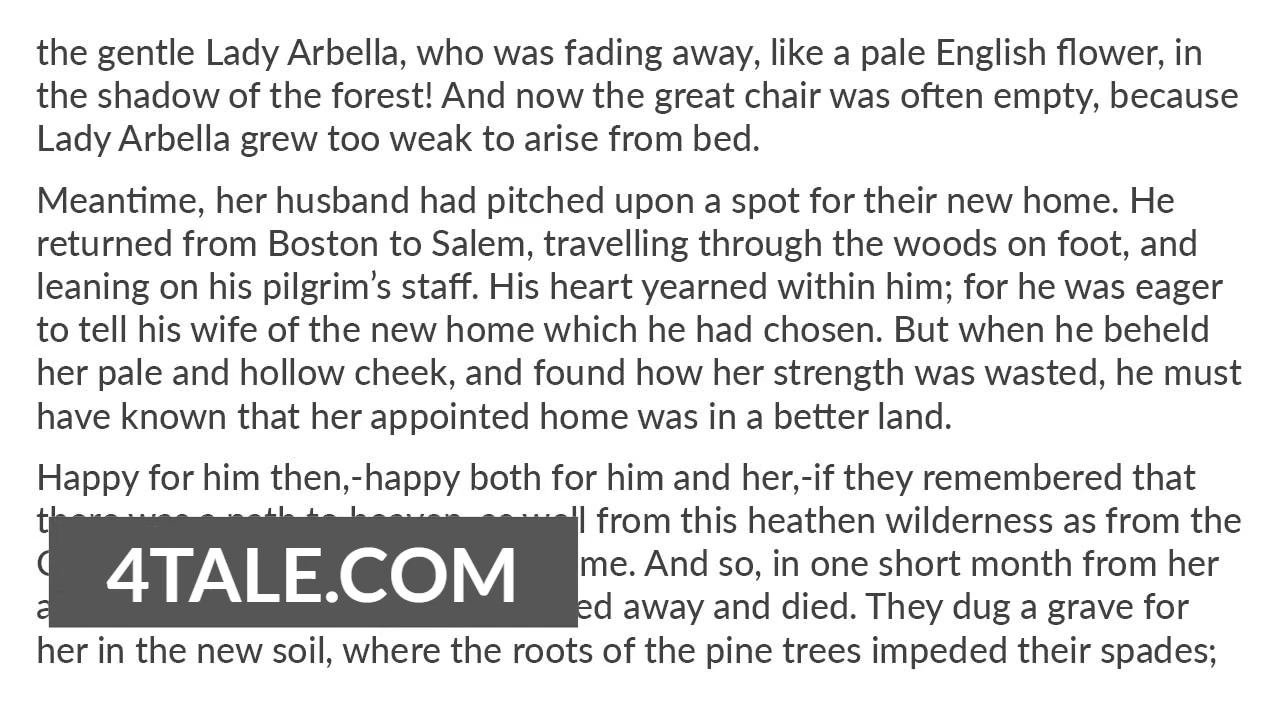 the gentle Lady Arbella, who was fading away, like a pale English flower, in
the shadow of the forest! And now the great chair was often empty, because
Lady Arbella grew too weak to arise from bed.
Meantime, her husband had pitched upon a spot for their new home. He
returned from Boston to Salem, travelling through the woods on foot, and
leaning on his pilgrim’s staff. His heart yearned within him; for he was eager
to tell his wife of the new home which he had chosen. But when he beheld
her pale and hollow cheek, and found how her strength was wasted, he must
have known that her appointed home was in a better land.
Happy for him then,-happy both for him and her,-if they remembered that
there was a path to heaven, as well from this heathen wilderness as from the
me. And so, in one short month from her
ed away and died. They dug a grave for
her in the new soil, where the roots of the pine trees impeded their spades;
4TALE.COM